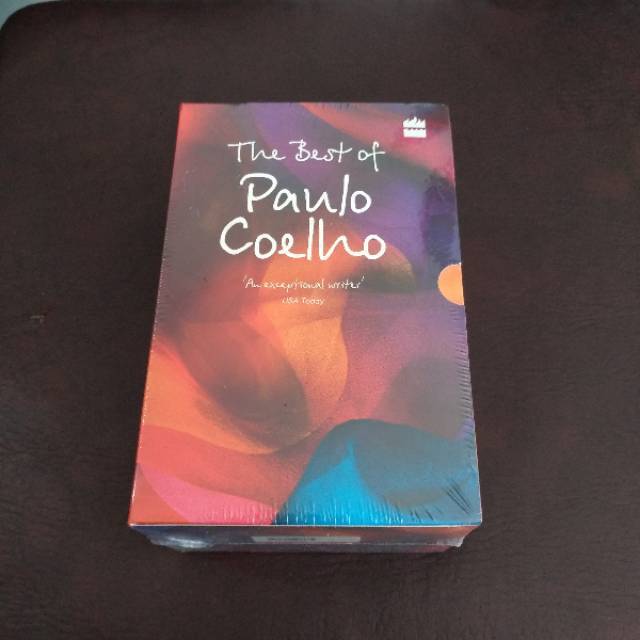 The Best of
Paulo
Coelho
'An exceptional writer'
USA Today